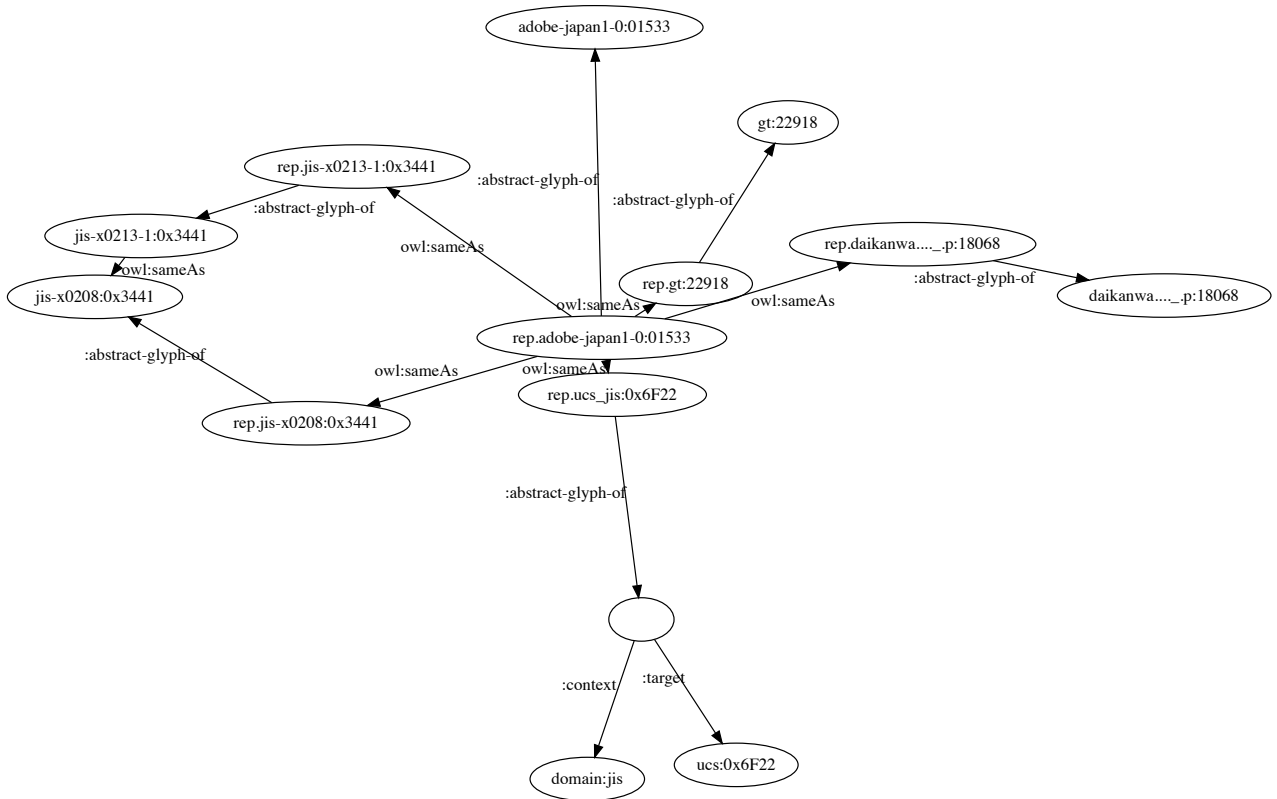 adobe-japan1-0:01533
gt:22918
rep.jis-x0213-1:0x3441
:abstract-glyph-of
:abstract-glyph-of
:abstract-glyph-of
jis-x0213-1:0x3441
owl:sameAs
rep.daikanwa...._.p:18068
owl:sameAs
:abstract-glyph-of
jis-x0208:0x3441
rep.gt:22918
owl:sameAs
daikanwa...._.p:18068
owl:sameAs
rep.adobe-japan1-0:01533
:abstract-glyph-of
owl:sameAs
owl:sameAs
rep.ucs_jis:0x6F22
rep.jis-x0208:0x3441
:abstract-glyph-of
:context
:target
domain:jis
ucs:0x6F22